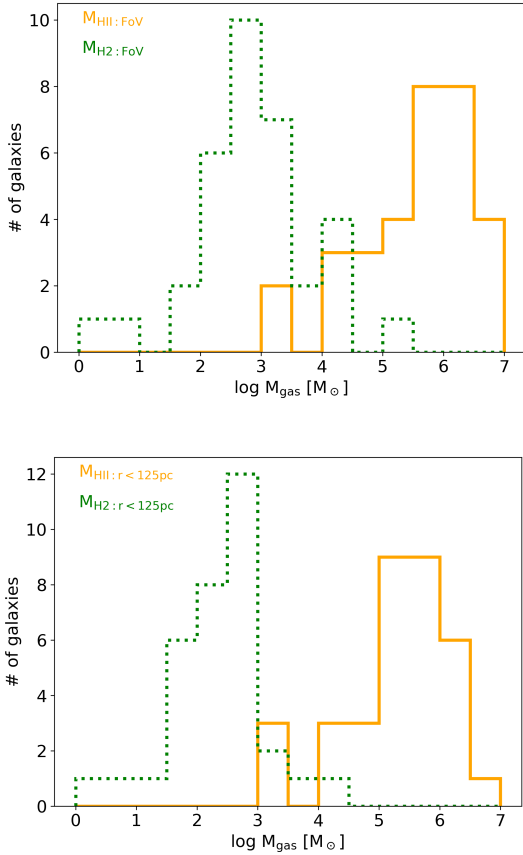 M_HII:FoV
M_H2:FoV
# of galaxies
10
8
6
4
2
0
0 1 2 3 4 5 6 7
log M_gas [M_⊙]
M_HII:r<125pc
M_H2:r<125pc
# of galaxies
12
10
8
6
4
2
0
0 1 2 3 4 5 6 7
log M_gas [M_⊙]